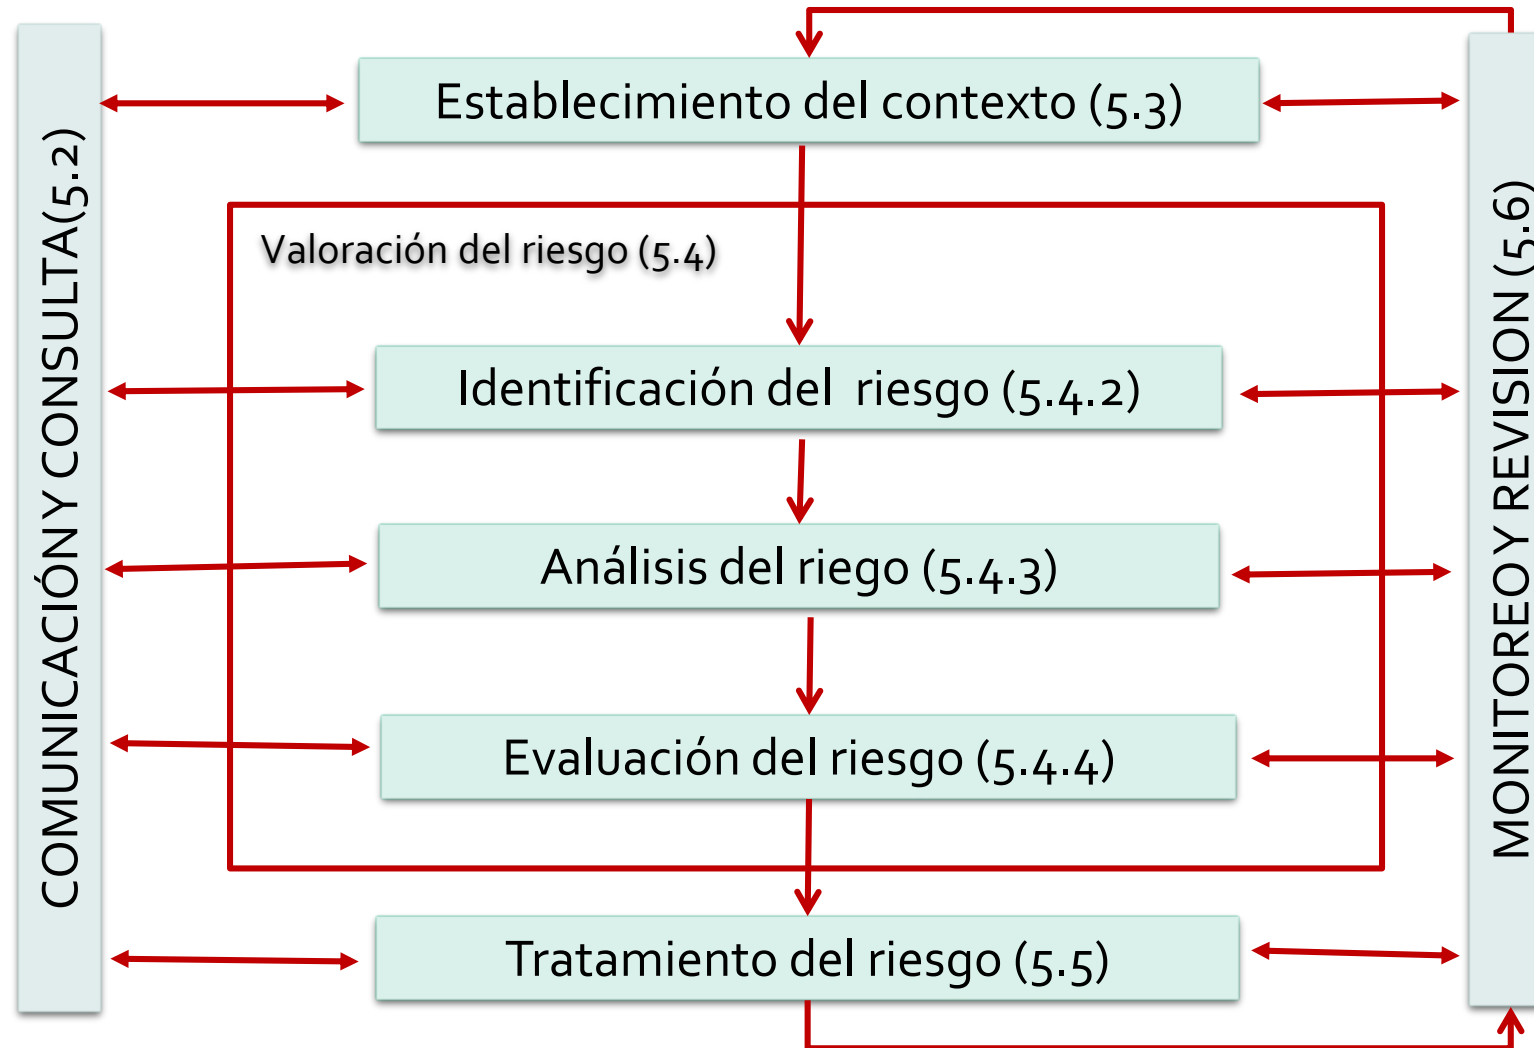 COMUNICACIÓN Y CONSULTA(5.2)
Establecimiento del contexto (5.3)
Valoración del riesgo (5.4)
Identificación del riesgo (5.4.2)
Análisis del riego (5.4.3)
Evaluación del riesgo (5.4.4)
Tratamiento del riesgo (5.5)
MONITOREO Y REVISION (5.6)